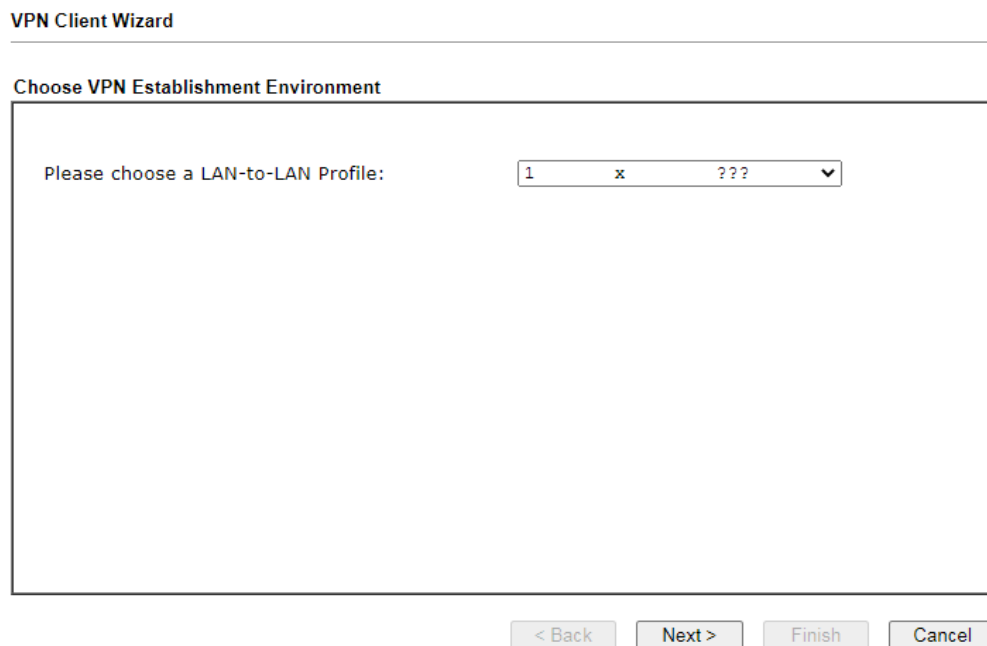 VPN Client Wizard
Choose VPN Establishment Environment
Please choose a LAN-to-LAN Profile: 1 x ???
< Back Next > Finish Cancel